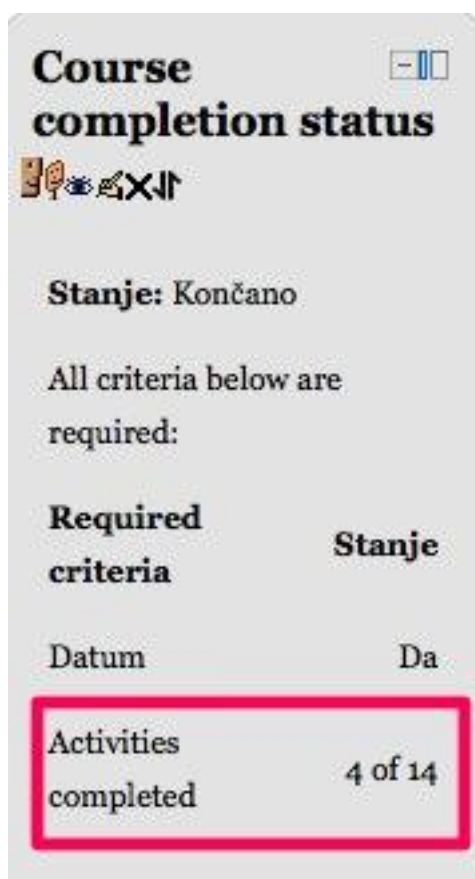 Course
completion status
Stanje: Končano
All criteria below are
required:
Required
criteria
Stanje
Datum Da
Activities
completed
4 of 14